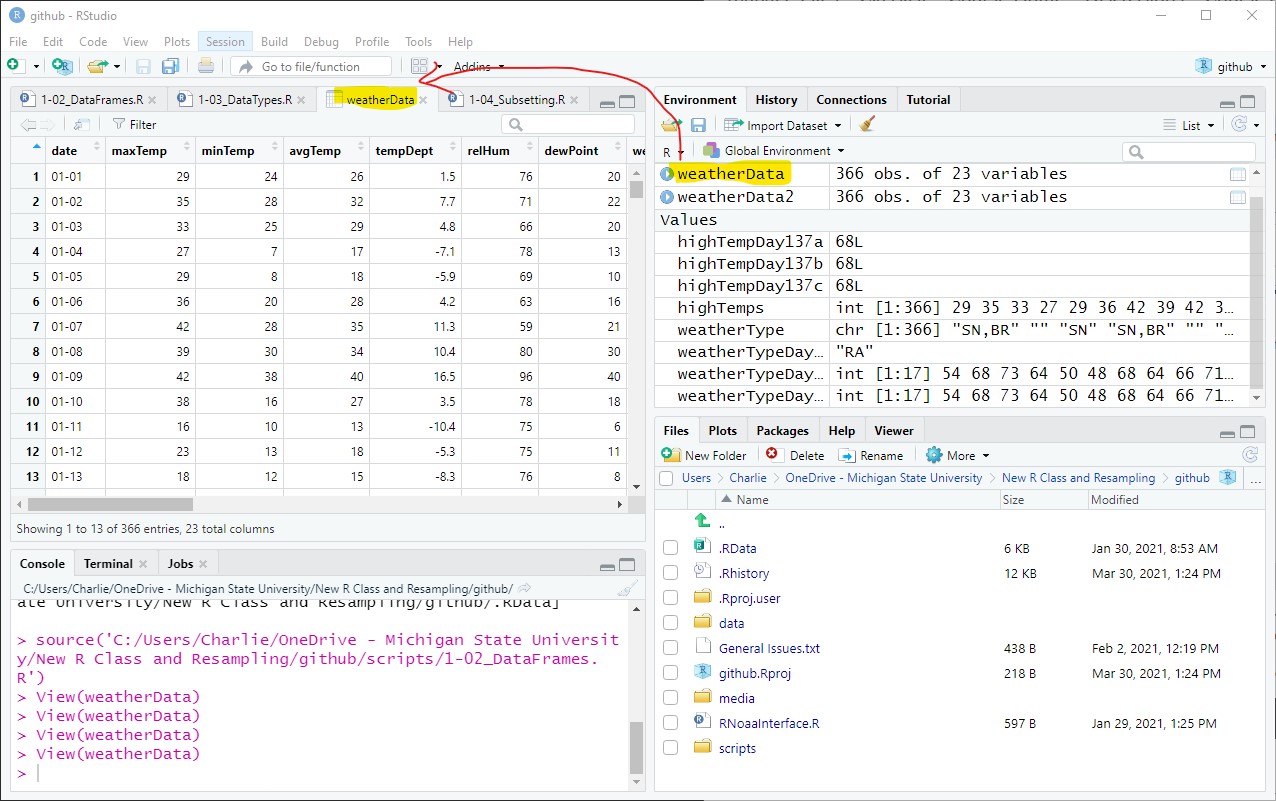 github - RStudio
File Edit Code View Plots Session Build Debug Profile Tools Help
Go to file/function Addins github
1-02_DataFrames.R 1-03_DataTypes.R weatherData 1-04_Subsetting.R
Filter
date maxTemp minTemp avgTemp tempDept relHum dewPoint we
1 01-01 29 24 26 1.5 76 20
2 01-02 35 28 32 7.7 71 22
3 01-03 33 25 29 4.8 66 20
4 01-04 27 7 17 -7.1 78 13
5 01-05 29 8 18 -5.9 69 10
6 01-06 36 20 28 4.2 63 16
7 01-07 42 28 35 11.3 59 21
8 01-08 39 30 34 10.4 80 30
9 01-09 42 38 40 16.5 96 40
10 01-10 38 16 27 3.5 78 18
11 01-11 16 10 13 -10.4 75 6
12 01-12 23 13 18 -5.3 75 11
13 01-13 18 12 15 -8.3 76 8
Showing 1 to 13 of 366 entries, 23 total columns
Console Terminal Jobs
C:/Users/Charlie/OneDrive - Michigan State University/New R Class and Resampling/github/
ate University/New R Class and Resampling/github/.RData]
> source('C:/Users/Charlie/OneDrive - Michigan State Universit
y/New R Class and Resampling/github/scripts/1-02_DataFrames.
R')
> View(weatherData)
> View(weatherData)
> View(weatherData)
> View(weatherData)
>
Environment History Connections Tutorial
Import Dataset List
R Global Environment
weatherData 366 obs. of 23 variables
weatherData2 366 obs. of 23 variables
Values
highTempDay137a 68L
highTempDay137b 68L
highTempDay137c 68L
highTemps int [1:366] 29 35 33 27 29 36 42 39 42 3…
weatherType chr [1:366] "SN,BR" "" "SN" "SN,BR" "" "…
weatherTypeDay… "RA"
weatherTypeDay… int [1:17] 54 68 73 64 50 48 68 64 66 71…
weatherTypeDay… int [1:17] 54 68 73 64 50 48 68 64 66 71…
Files Plots Packages Help Viewer
New Folder Delete Rename More
Users Charlie OneDrive - Michigan State University New R Class and Resampling github ...
Name Size Modified
..
.RData 6 KB Jan 30, 2021, 8:53 AM
.Rhistory 12 KB Mar 30, 2021, 1:24 PM
.Rproj.user
data
General Issues.txt 438 B Feb 2, 2021, 12:19 PM
github.Rproj 218 B Mar 30, 2021, 1:24 PM
media
RNoaaInterface.R 597 B Jan 29, 2021, 1:25 PM
scripts